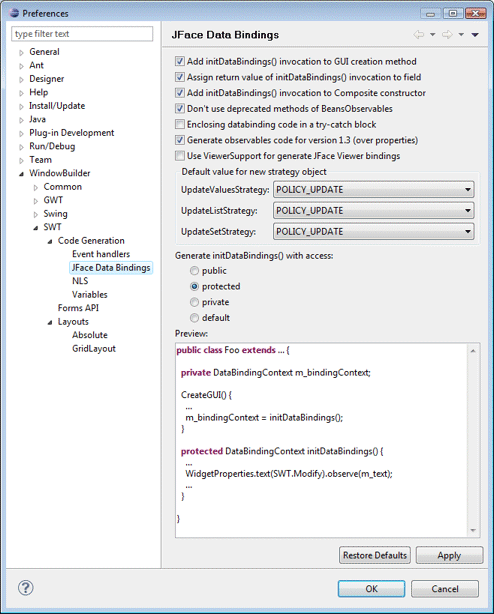 Preferences
type filter text
General
Ant
Designer
Help
Install/Update
Java
Plug-in Development
Run/Debug
Team
WindowBuilder
Common
GWT
Swing
SWT
Code Generation
Event handlers
JFace Data Bindings
NLS
Variables
Forms API
Layouts
Absolute
GridLayout
JFace Data Bindings
Add initDataBindings() invocation to GUI creation method
Assign return value of initDataBindings() invocation to field
Add initDataBindings() invocation to Composite constructor
Don't use deprecated methods of BeansObservables
Enclosing databinding code in a try-catch block
Generate observables code for version 1.3 (over properties)
Use ViewerSupport for generate JFace Viewer bindings
Default value for new strategy object
UpdateValuesStrategy: POLICY_UPDATE
UpdateListStrategy: POLICY_UPDATE
UpdateSetStrategy: POLICY_UPDATE
Generate initDataBindings() with access:
public
protected
private
default
Preview:
public class Foo extends ... {
private DataBindingContext m_bindingContext;
CreateGUI() {
...
m_bindingContext = initDataBindings();
}
protected DataBindingContext initDataBindings() {
...
WidgetProperties.text(SWT.Modify).observe(m_text);
...
}
}
Restore Defaults Apply
? OK Cancel